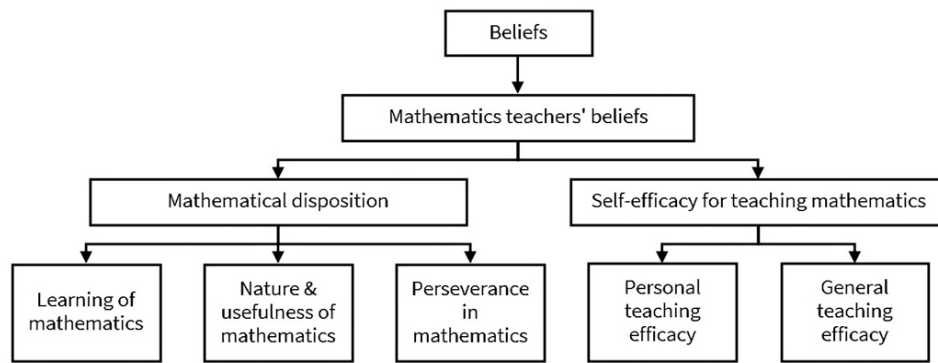 Beliefs
Mathematics teachers' beliefs
Mathematical disposition
Self-efficacy for teaching mathematics
Learning of
mathematics
Nature &
usefulness of
mathematics
Perseverance
in
mathematics
Personal
teaching
efficacy
General
teaching
efficacy